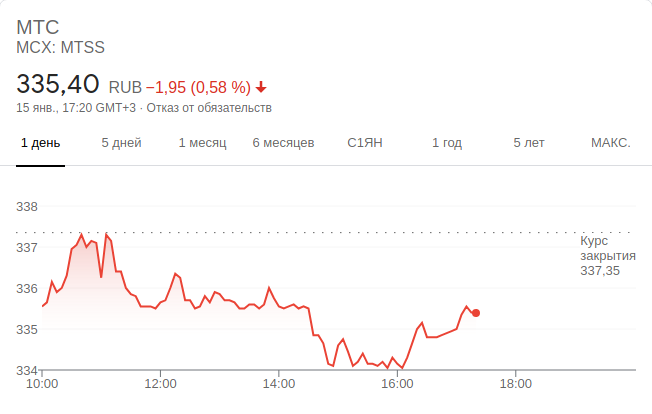 МТС
MCX: MTSS
335,40 RUB −1,95 (0,58 %)
15 янв., 17:20 GMT+3 · Отказ от обязательств
1 день 5 дней 1 месяц 6 месяцев С1ЯН 1 год 5 лет МАКС.
338
337
336
335
334
Курс
закрытия
337,35
10:00 12:00 14:00 16:00 18:00